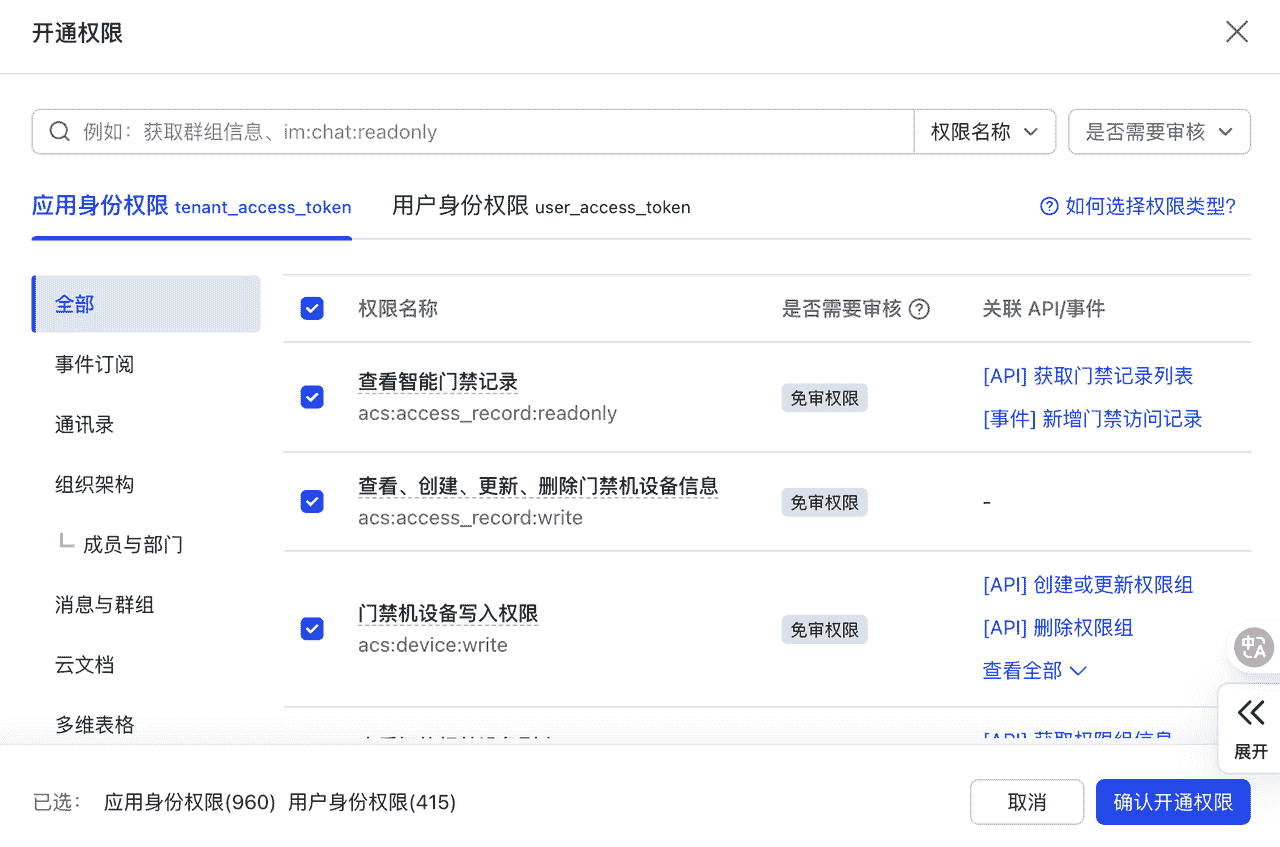 开通权限
例如：获取群组信息、im:chat:readonly
权限名称
是否需要审核
应用身份权限 tenant_access_token
用户身份权限 user_access_token
如何选择权限类型?
全部
事件订阅
通讯录
组织架构
成员与部门
消息与群组
云文档
多维表格
权限名称
是否需要审核
关联 API/事件
查看智能门禁记录
acs:access_record:readonly
免审权限
[API] 获取门禁记录列表
[事件] 新增门禁访问记录
查看、创建、更新、删除门禁机设备信息
acs:access_record:write
免审权限
-
门禁机设备写入权限
acs:device:write
免审权限
[API] 创建或更新权限组
[API] 删除权限组
查看全部
[API] 获取权限组信息
中A
展开
已选： 应用身份权限(960) 用户身份权限(415)
取消
确认开通权限